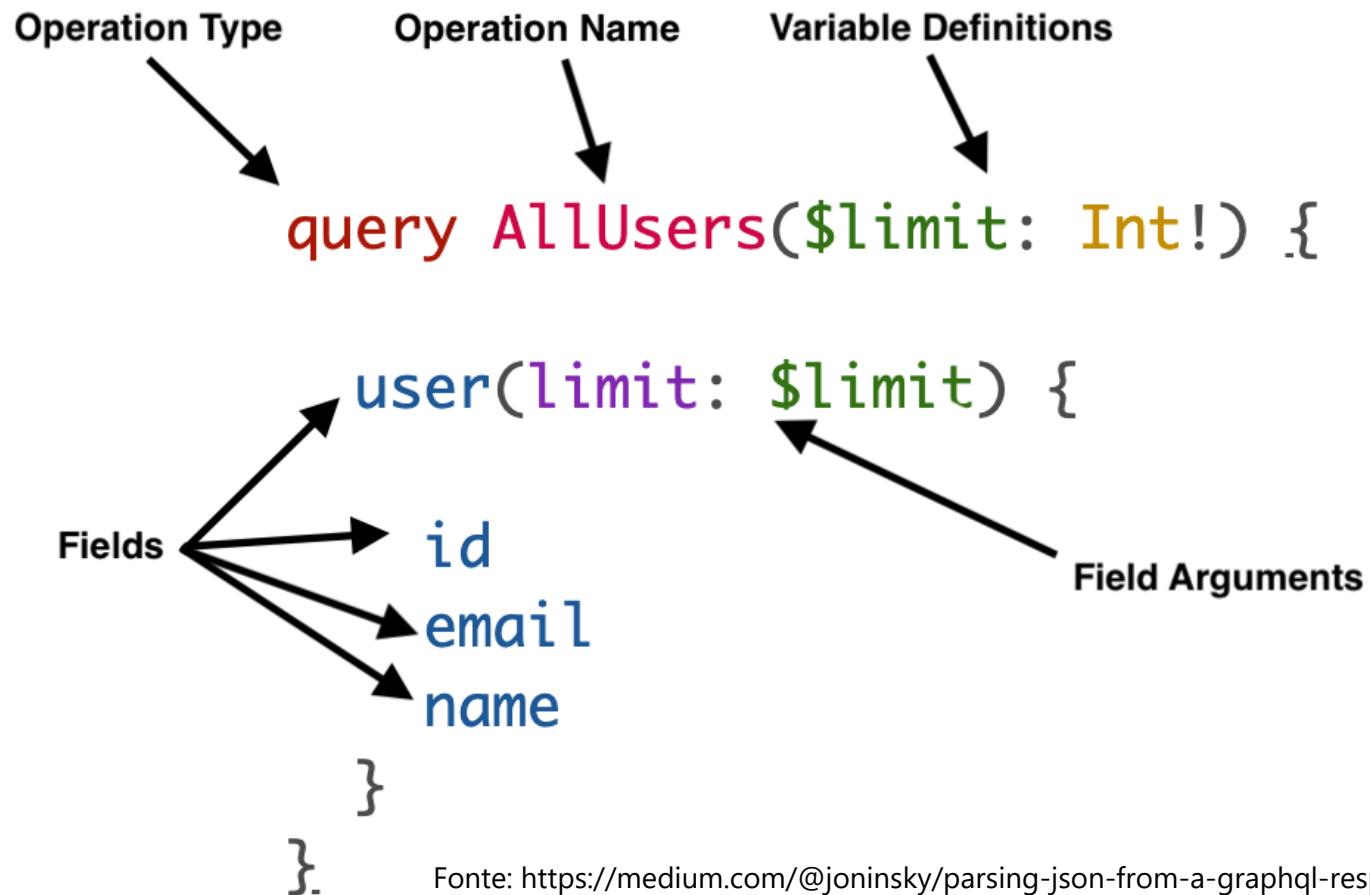 Operation Type Operation Name Variable Definitions
query AllUsers($limit: Int!) {
user(limit: $limit) {
Fields
id
email
name
Field Arguments
}
}
Fonte: https://medium.com/@joninsky/parsing-json-from-a-graphql-res